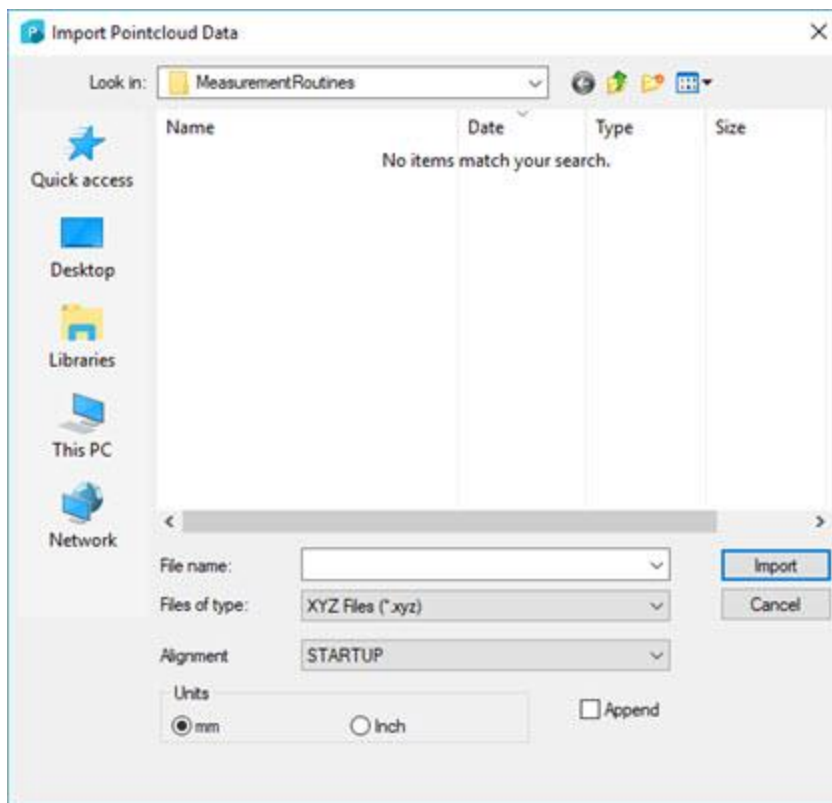 Import Pointcloud Data
Look in: MeasurementRoutines
Name Date Type Size
No items match your search.
Quick access
Desktop
Libraries
This PC
Network
File name: Import
Files of type: XYZ Files (*.xyz) Cancel
Alignment STARTUP
Units
mm Inch Append